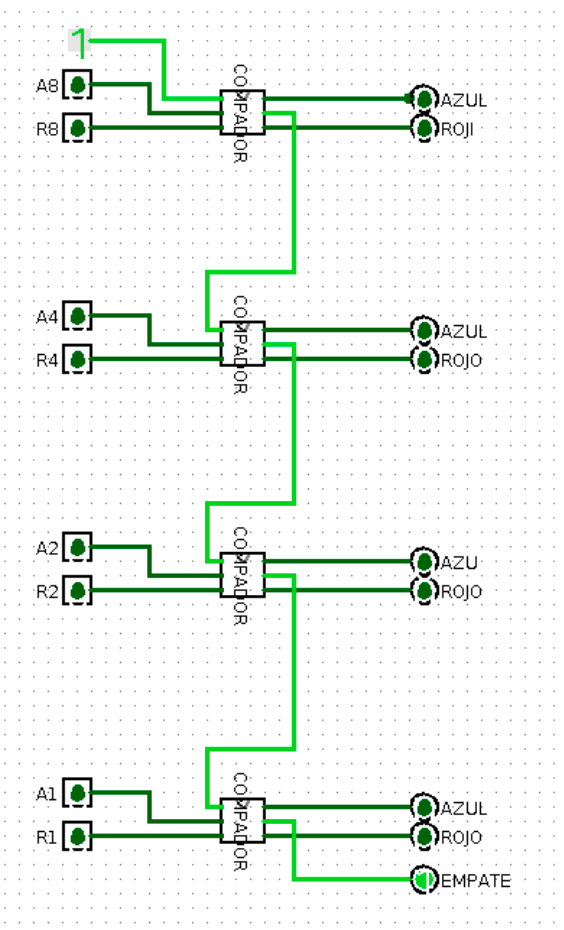 1
A8
COMPADOR
AZUL
R8
ROJI
A4
COMPADOR
AZUL
R4
ROJO
A2
COMPADOR
AZU
R2
ROJO
A1
COMPADOR
AZUL
R1
ROJO
EMPATE